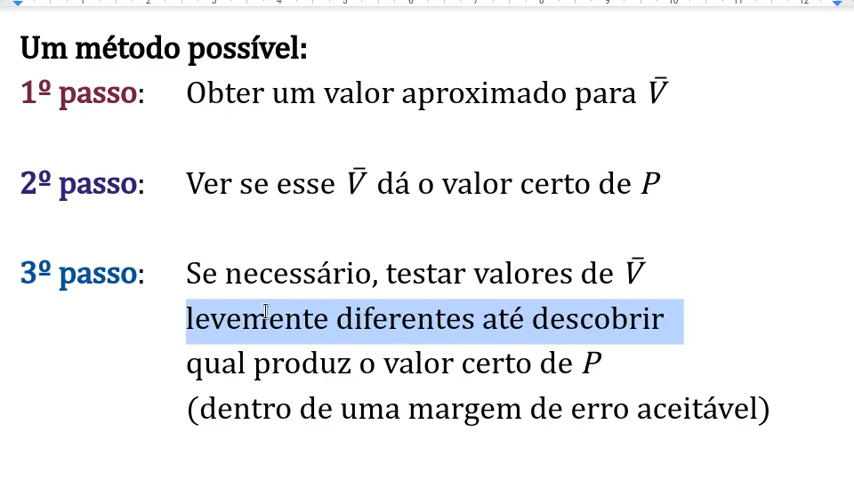 Um método possível:
1º passo: Obter um valor aproximado para V̄
2º passo: Ver se esse V̄ dá o valor certo de P
3º passo: Se necessário, testar valores de V̄
levemente diferentes até descobrir
qual produz o valor certo de P
(dentro de uma margem de erro aceitável)